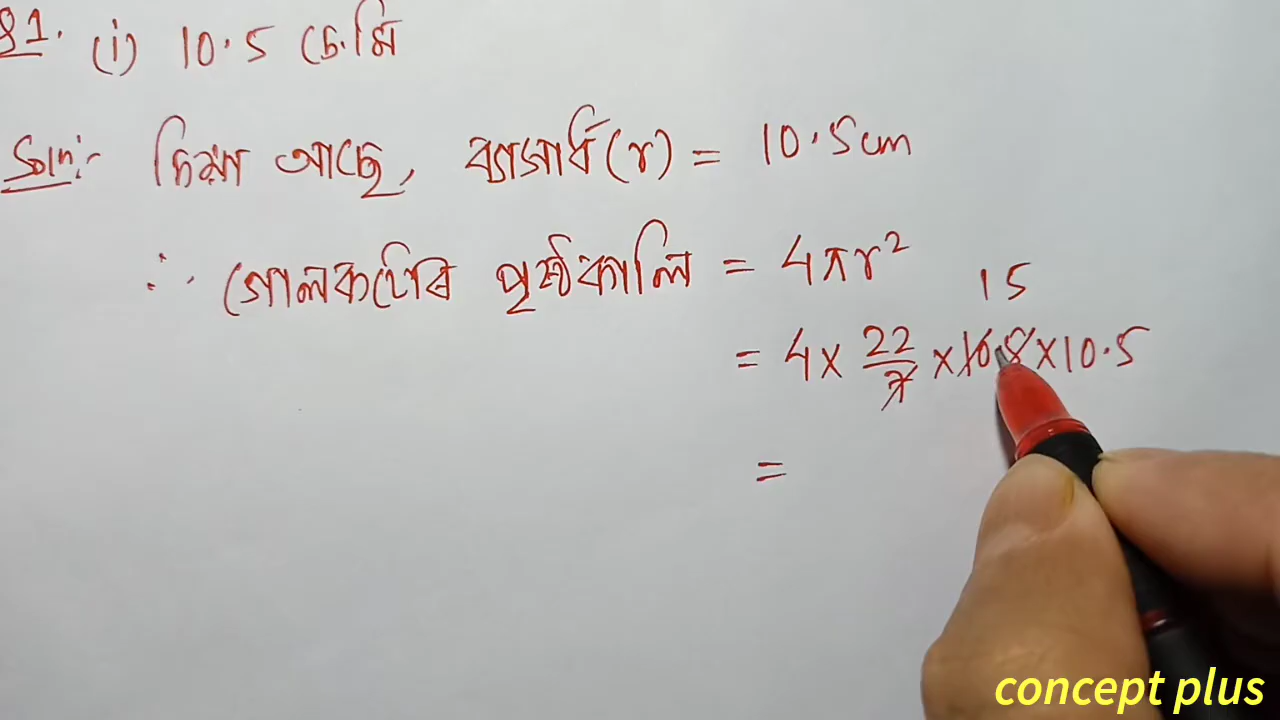 Q1. (i) 10.5 চে.মি
Soln:- দিয়া আছে, ব্যাসাৰ্ধ (r) = 10.5cm
∴ গোলকটোৰ পৃষ্ঠকালি = 4πr²
15
= 4 × 22/7 × 10.5 × 10.5
=
concept plus